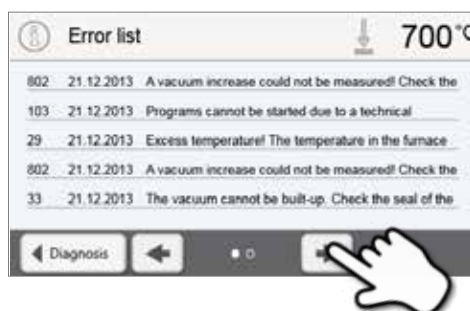 Error list 700°C
802 21.12.2013 A vacuum increase could not be measured! Check the
103 21.12.2013 Programs cannot be started due to a technical
29 21.12.2013 Excess temperature! The temperature in the furnace
802 21.12.2013 A vacuum increase could not be measured! Check the
33 21.12.2013 The vacuum cannot be built-up. Check the seal of the
Diagnosis